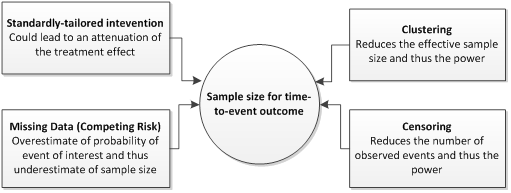 Standardly-tailored intevention
Could lead to an attenuation of
the treatment effect
Clustering
Reduces the effective sample
size and thus the power
Sample size for time-
to-event outcome
Missing Data (Competing Risk)
Overestimate of probability of
event of interest and thus
underestimate of sample size
Censoring
Reduces the number of
observed events and thus the
power